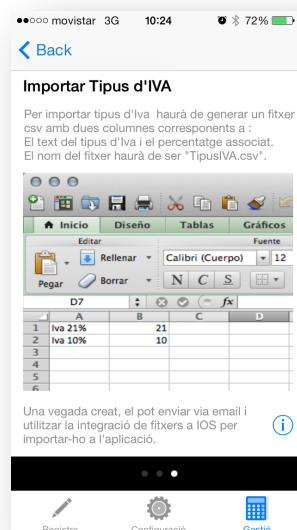 movistar 3G 10:24 72%
Back
Importar Tipus d'IVA
Per importar tipus d'Iva haurà de generar un fitxer
csv amb dues columnes corresponents a :
El text del tipus d'Iva i el percentatge associat.
El nom del fitxer haurà de ser "TipusIVA.csv".
Inicio Diseño Tablas Gráficos
Editar Fuente
Rellenar Calibri (Cuerpo) 12
Pegar Borrar N C S
D7 fx
A B C D
1 Iva 21% 21
2 Iva 10% 10
3
4
5
6
Una vegada creat, el pot enviar via email i
utilitzar la integració de fitxers a IOS per
importar-ho a l'aplicació.
i
Registre Configuració Gestió